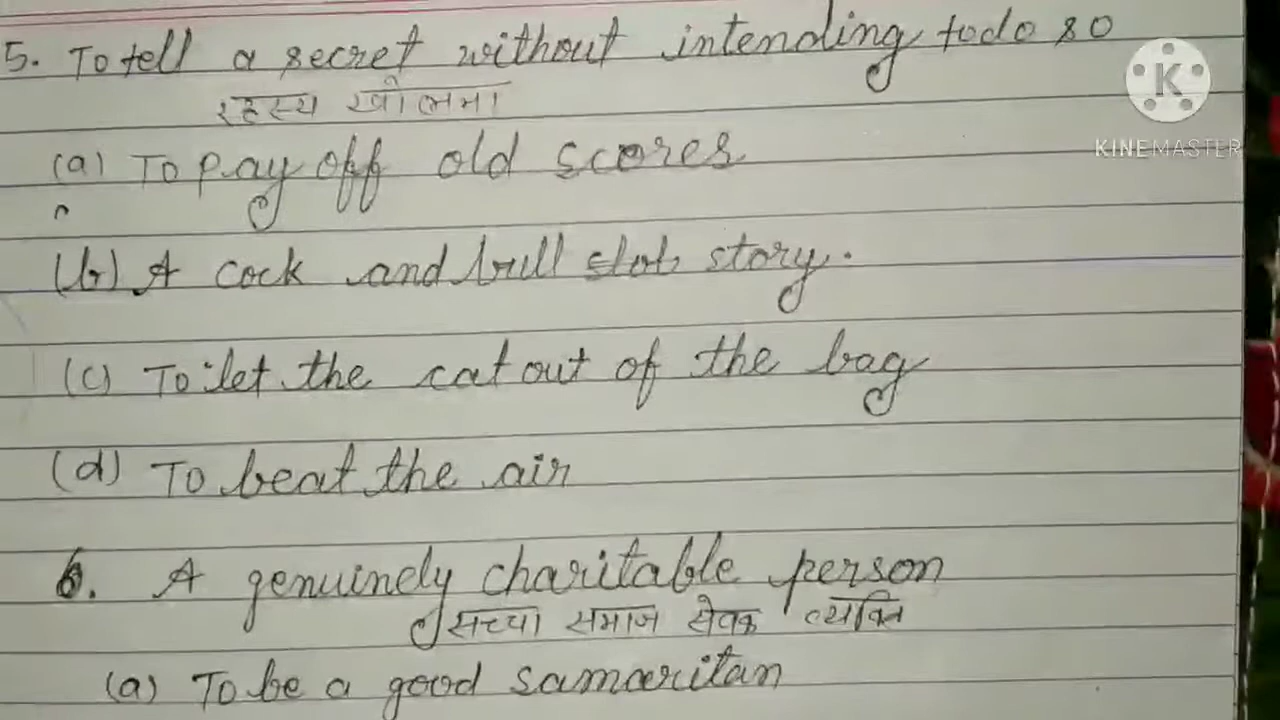 5. To tell a secret without intending to do so
रहस्य खोलना
(a) To pay off old scores
(b) A cock and bull story.
(c) To let the cat out of the bag
(d) To beat the air
6. A genuinely charitable person
सच्चा समाज सेवक व्यक्ति
(a) To be a good samaritan
K
KINEMASTER